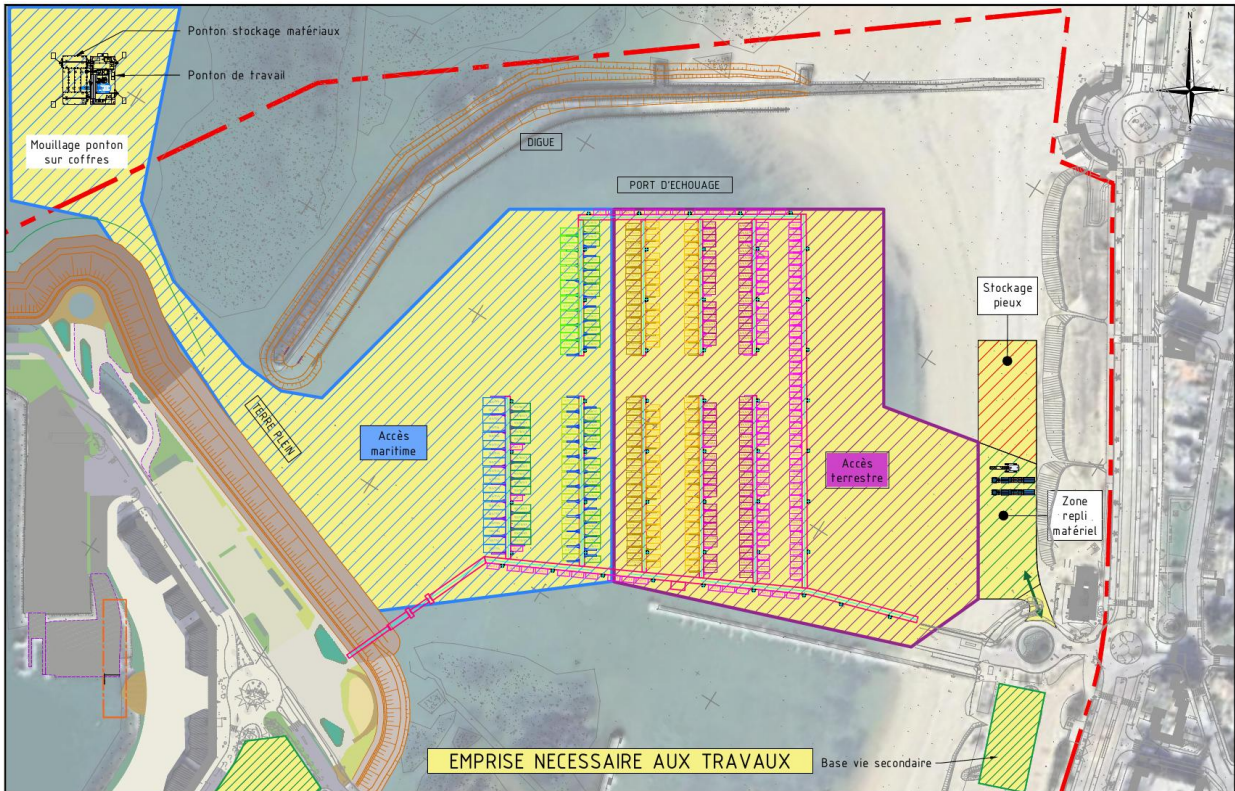 Ponton stockage matériaux
Ponton de travail
Mouillage ponton
sur coffres
DIGUE
PORT D'ECHOUAGE
N
E
S
O
Stockage
pieux
TERRE PLEIN
Accès
maritime
Accès
terrestre
Zone
repli
matériel
EMPRISE NECESSAIRE AUX TRAVAUX
Base vie secondaire